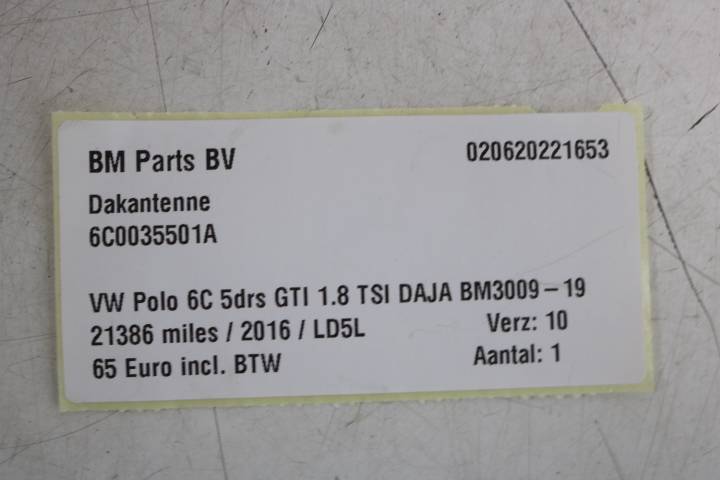 BM Parts BV 020620221653
Dakantenne
6C0035501A
VW Polo 6C 5drs GTI 1.8 TSI DAJA BM3009-19
21386 miles / 2016 / LD5L Verz: 10
65 Euro incl. BTW Aantal: 1